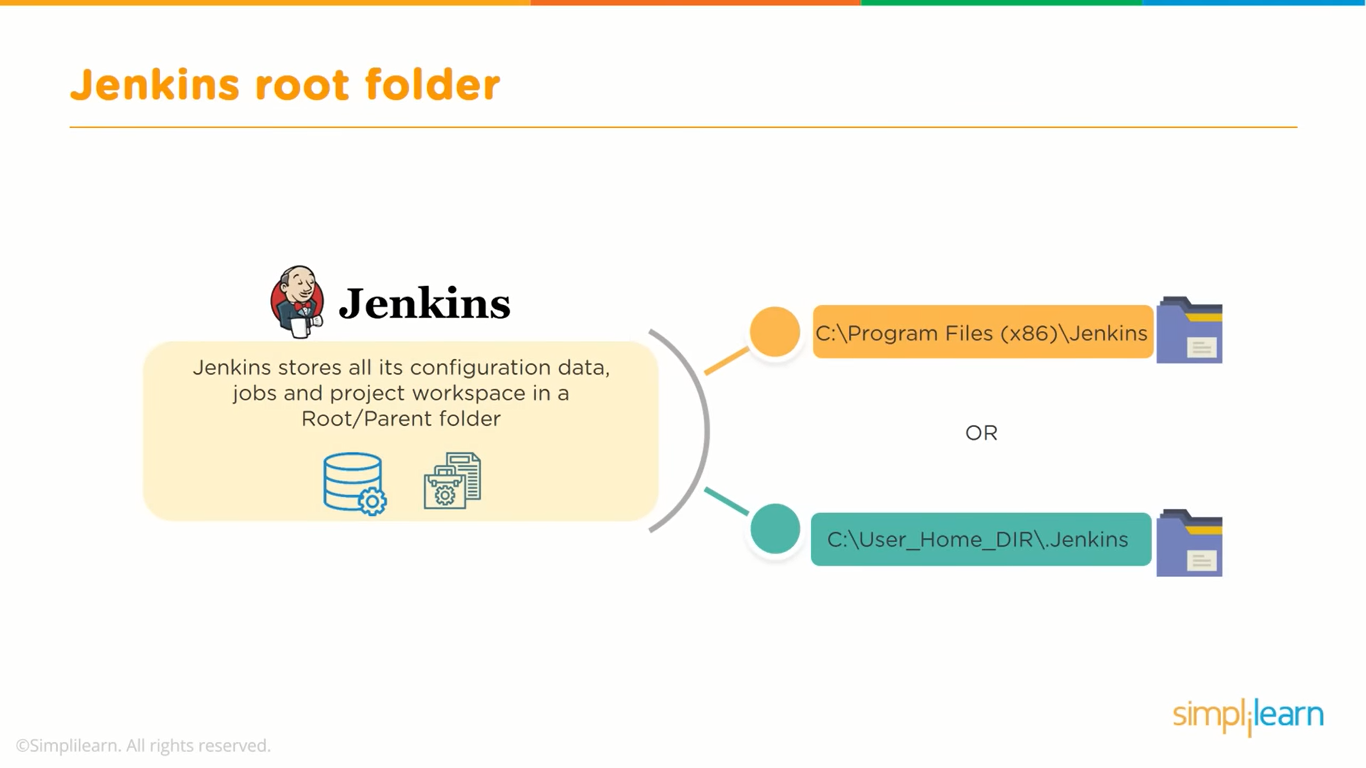 Jenkins root folder
Jenkins
Jenkins stores all its configuration data,
jobs and project workspace in a
Root/Parent folder
C:\Program Files (x86)\Jenkins
OR
C:\User_Home_DIR\.Jenkins
simplilearn
©Simplilearn. All rights reserved.